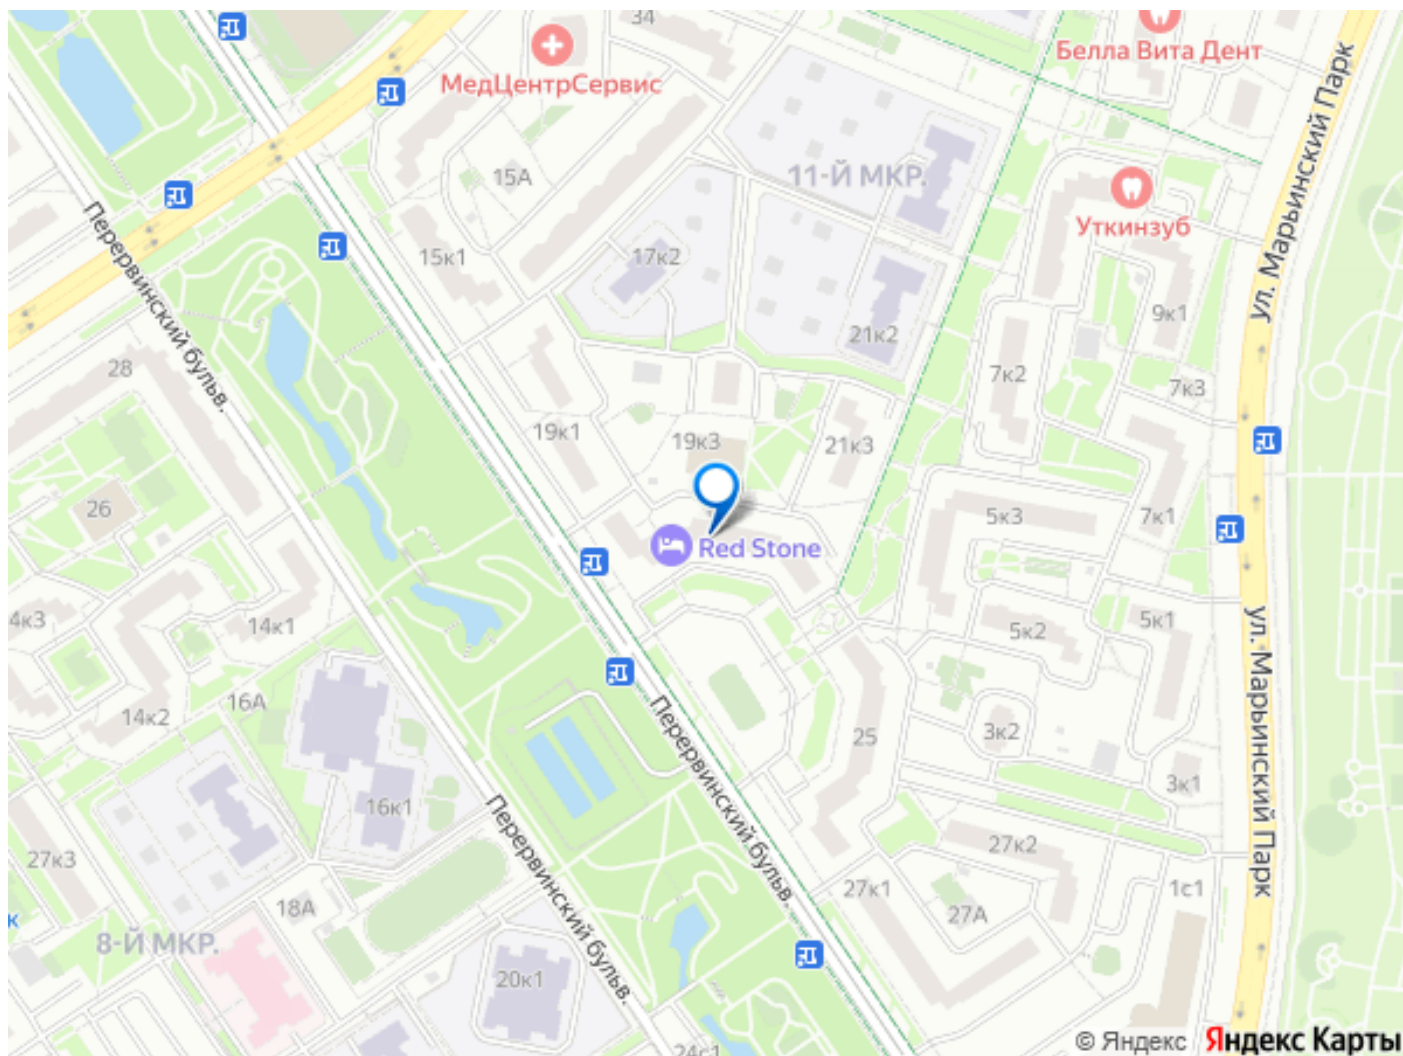 34
МедЦентрСервис
Белла Вита Дент
ул. Марьинский Парк
15А
11-Й МКР.
Уткинзуб
Перервинский бульв.
15к1
17к2
21к2
9к1
28
7к2
7к3
19к1
19к3
21к3
26
5к3
7к1
Red Stone
4к3
14к1
5к2
5к1
ул. Марьинский Парк
16А
14к2
Перервинский бульв.
25
3к2
3к1
16к1
Перервинский бульв.
27к3
27к2
27к1
1с1
18А
27А
к
8-Й МКР.
20к1
24с1
© Яндекс
Яндекс Карты